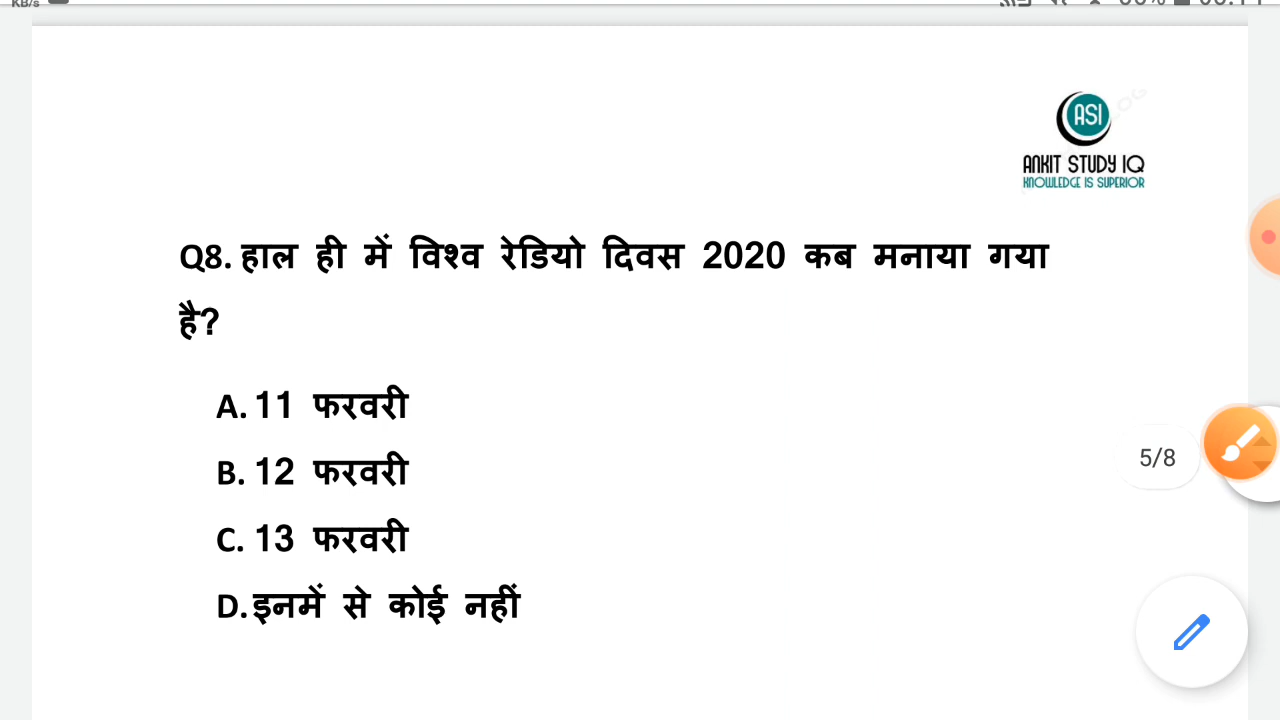 KB/s
ASI
ANKIT STUDY IQ
KNOWLEDGE IS SUPERIOR
Q8. हाल ही में विश्व रेडियो दिवस 2020 कब मनाया गया
है?
A. 11 फरवरी
B. 12 फरवरी
5/8
C. 13 फरवरी
D. इनमें से कोई नहीं